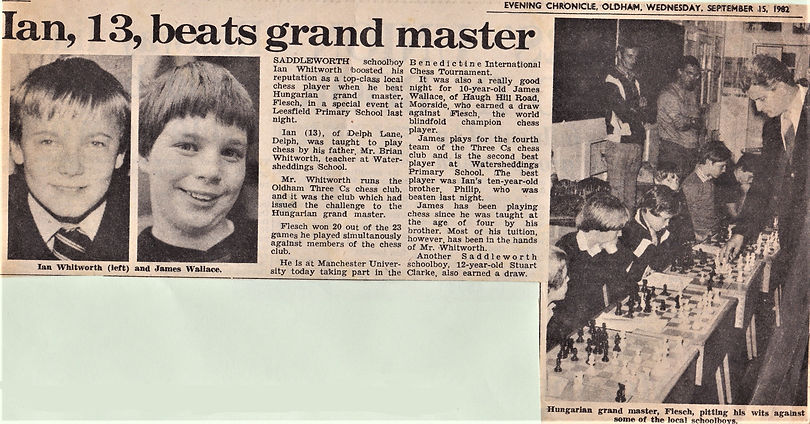 EVENING CHRONICLE, OLDHAM, WEDNESDAY, SEPTEMBER 15, 1982
Ian, 13, beats grand master
Ian Whitworth (left) and James Wallace.
SADDLEWORTH schoolboy
Ian Whitworth boosted his
reputation as a top-class local
chess player when he beat
Hungarian grand master,
Flesch, in a special event at
Leesfield Primary School last
night.
Ian (13), of Delph Lane,
Delph, was taught to play
chess by his father, Mr. Brian
Whitworth, teacher at Water-
sheddings School.
Mr. Whitworth runs the
Oldham Three Cs chess club,
and it was the club which had
issued the challenge to the
Hungarian grand master.
Flesch won 20 out of the 23
games he played simultanously
against members of the chess
club.
He is at Manchester Univer-
sity today taking part in the
Benedictine International
Chess Tournament.
It was also a really good
night for 10-year-old James
Wallace, of Haugh Hill Road,
Moorside, who earned a draw
against Flesch, the world
blindfold champion chess
player.
James plays for the fourth
team of the Three Cs chess
club and is the second best
player at Watersheddings
Primary School. The best
player was Ian's ten-year-old
brother, Philip, who was
beaten last night.
James has been playing
chess since he was taught at
the age of four by his
brother. Most of his tuition,
however, has been in the hands
of Mr. Whitworth.
Another Saddleworth
schoolboy, 12-year-old Stuart
Clarke, also earned a draw.
Hungarian grand master, Flesch, pitting his wits against
some of the local schoolboys.